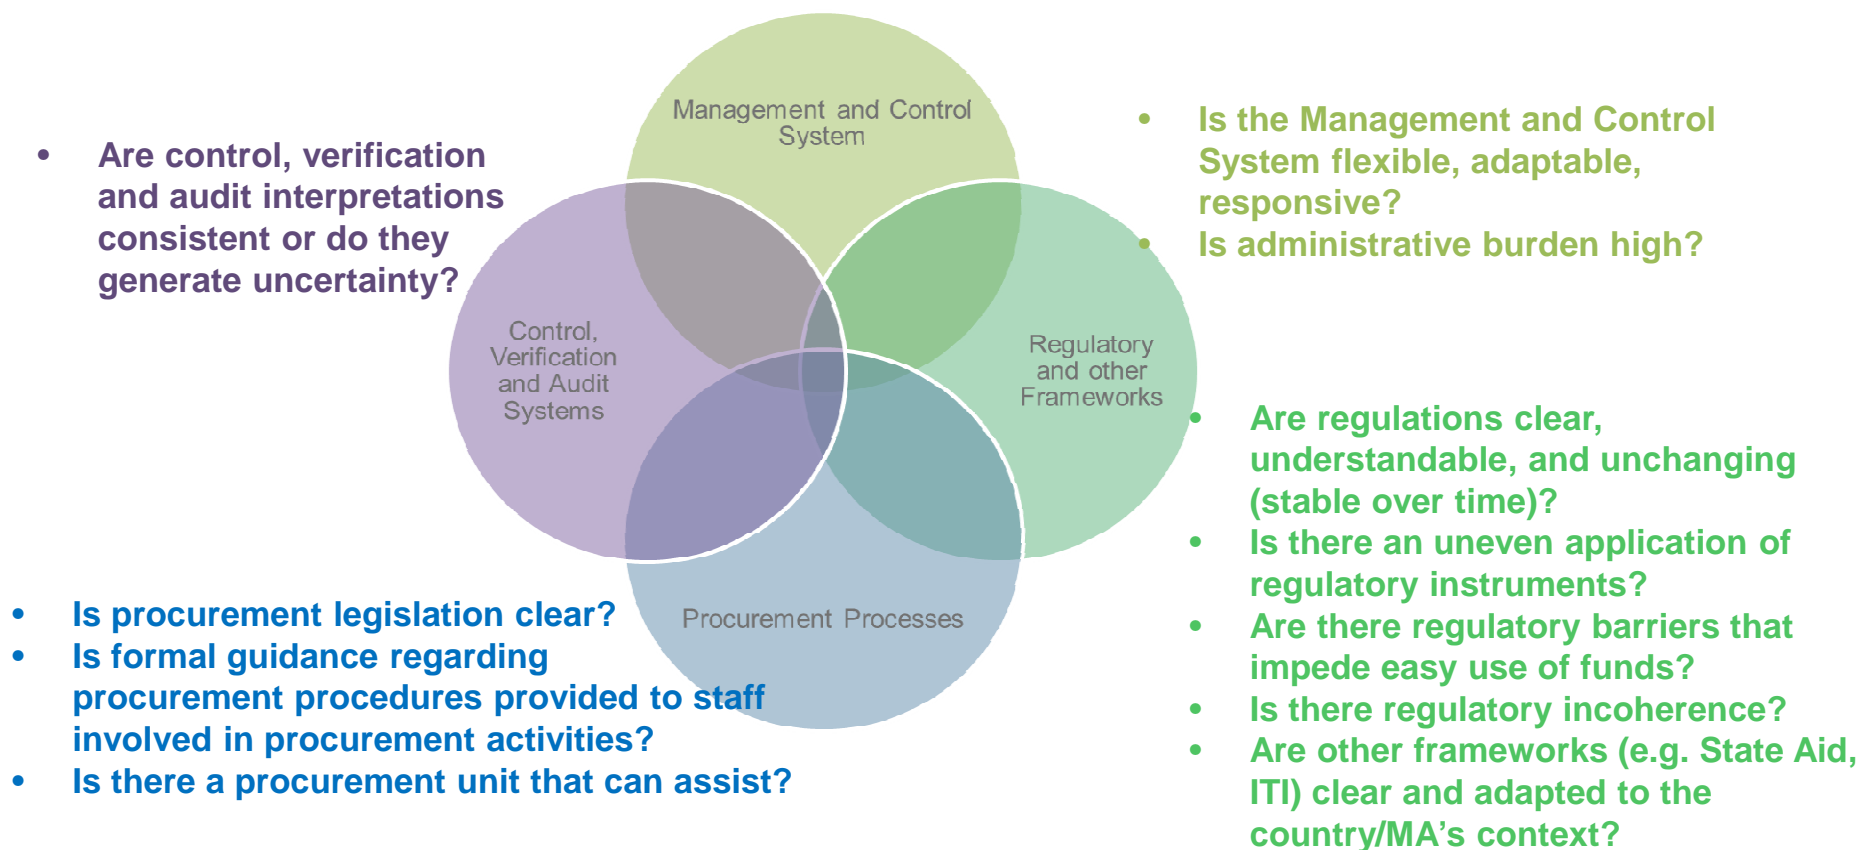 Management and Control
System
• Are control, verification
and audit interpretations
consistent or do they
generate uncertainty?
• Is the Management and Control
System flexible, adaptable,
responsive?
• Is administrative burden high?
Control,
Verification
and Audit
Systems
Regulatory
and other
Frameworks
• Are regulations clear,
understandable, and unchanging
(stable over time)?
• Is there an uneven application of
regulatory instruments?
• Are there regulatory barriers that
impede easy use of funds?
• Is there regulatory incoherence?
• Are other frameworks (e.g. State Aid,
ITI) clear and adapted to the
country/MA’s context?
Procurement Processes
• Is procurement legislation clear?
• Is formal guidance regarding
procurement procedures provided to staff
involved in procurement activities?
• Is there a procurement unit that can assist?